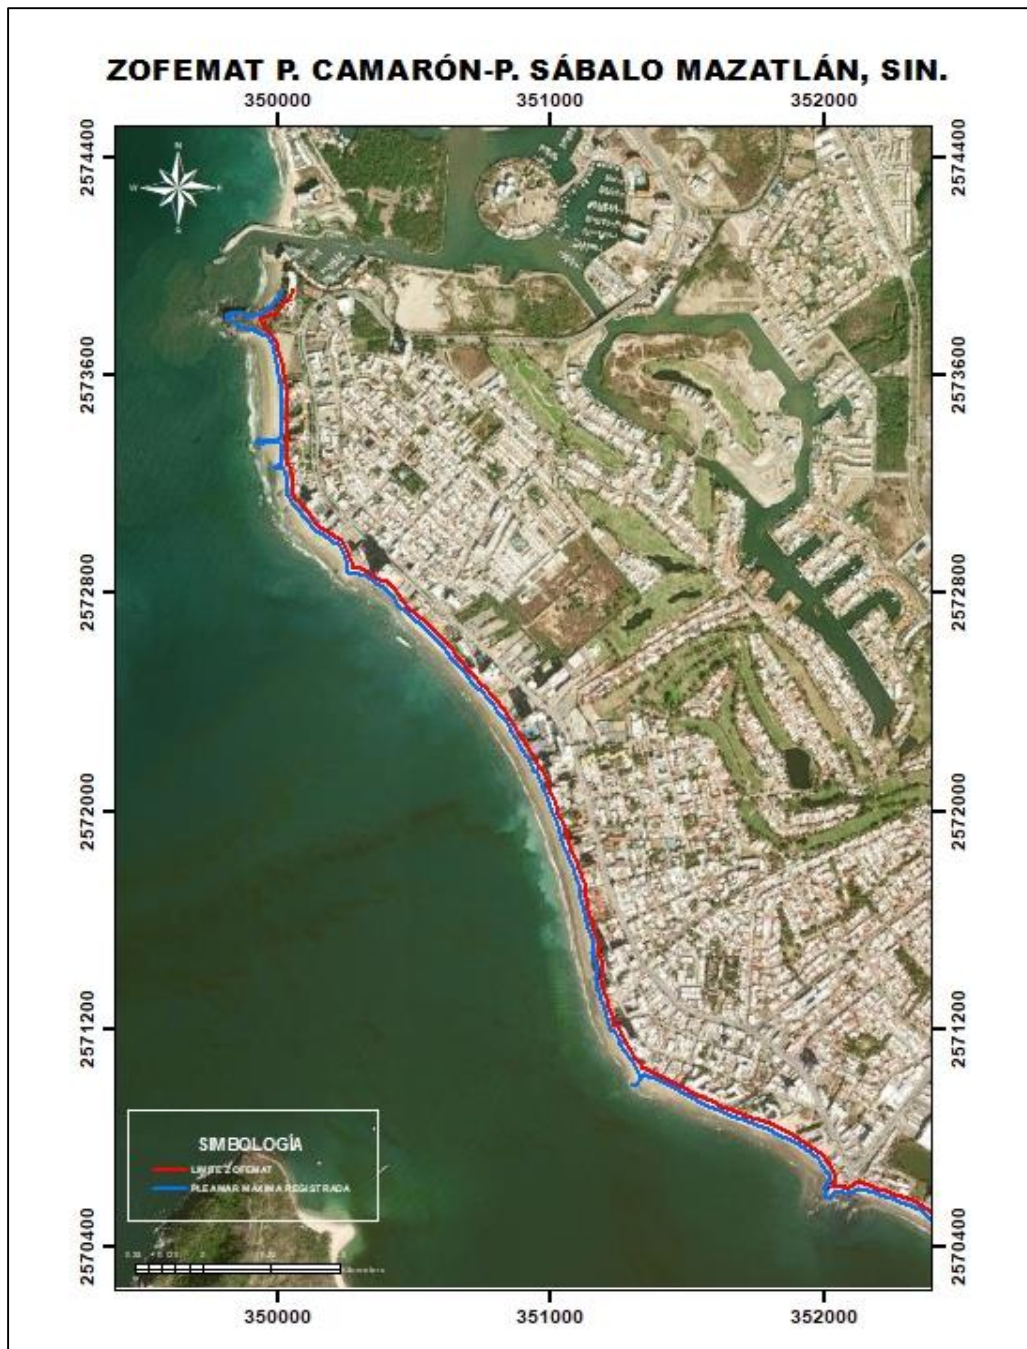 ZOFEMAT P. CAMARÓN-P. SÁBALO MAZATLÁN, SIN.
350000 351000 352000
2574400 2574400
N
W E
S
2573600 2573600
2572800 2572800
2572000 2572000
2571200 2571200
SIMBOLOGÍA
LIMITE ZOFEMAT
PLEAMAR MÁXIMA REGISTRADA
2570400 2570400
350000 351000 352000